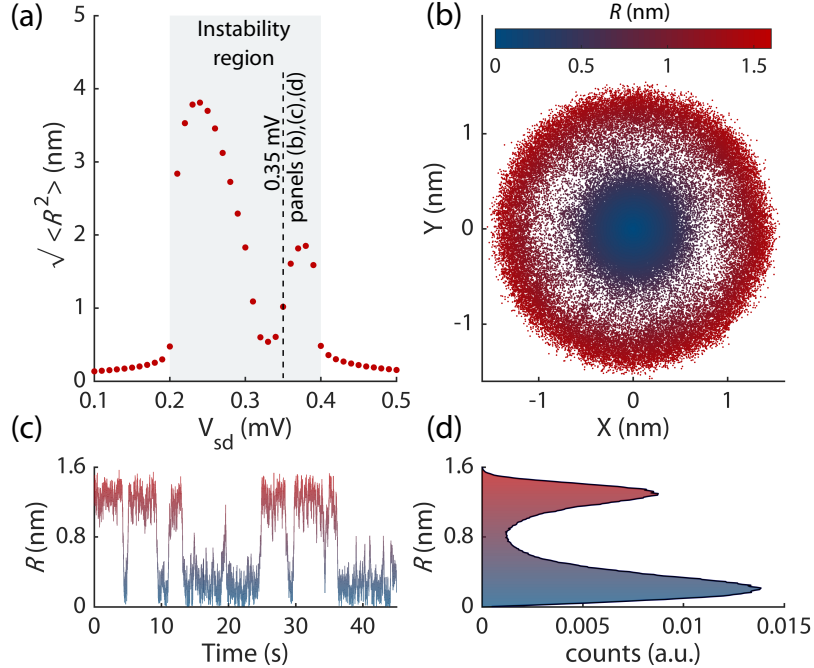 (a)
5
4
3
2
1
0
√ <R²> (nm)
Instability
region
0.35 mV
panels (b),(c),(d)
0.1
0.2
0.3
0.4
0.5
V_sd (mV)
(b)
R (nm)
0
0.5
1
1.5
1
0
-1
Y (nm)
-1
0
1
X (nm)
(c)
1.6
0.8
0
R (nm)
0
10
20
30
40
Time (s)
(d)
1.6
0.8
0
R (nm)
0
0.005
0.01
0.015
counts (a.u.)